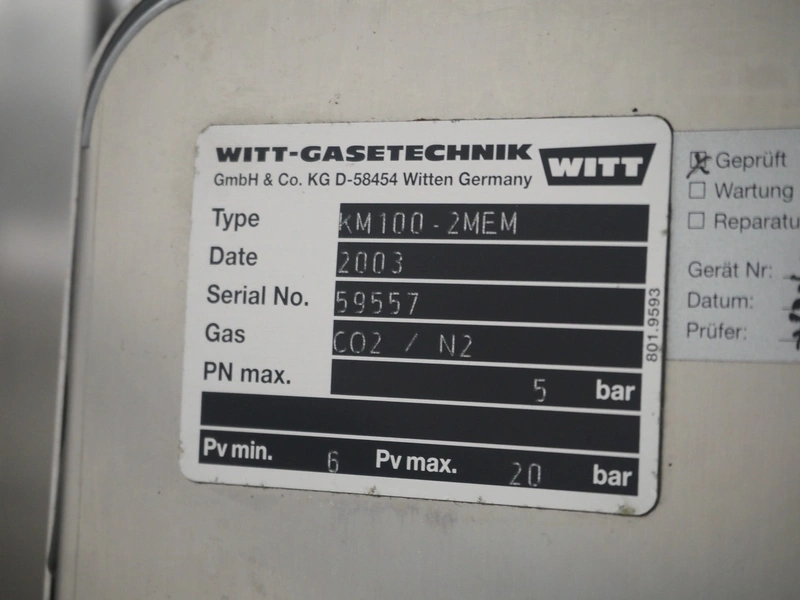 WITT-GASETECHNIK WITT
GmbH & Co. KG D-58454 Witten Germany
Type KM100-2MEM
Date 2003
Serial No. 59557
Gas CO2 / N2
PN max. 5 bar
Pv min. 6 Pv max. 20 bar
801.9593
Geprüft
Wartung
Gerät Nr:
Datum:
Prüfer: